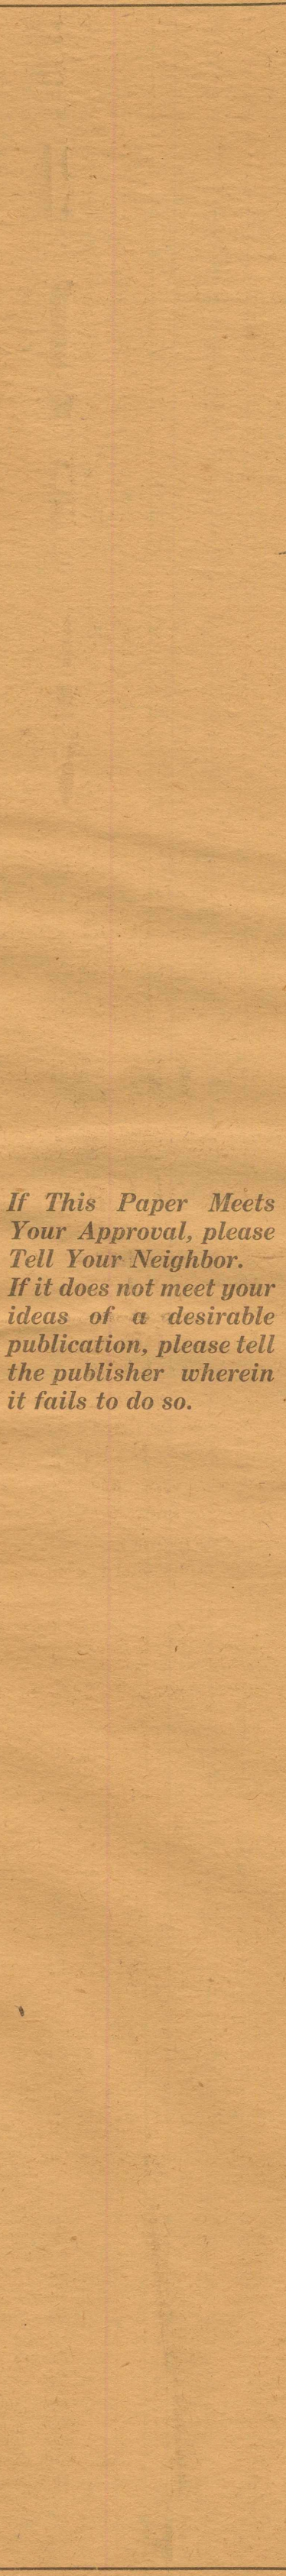 If This Paper Meets
Your Approval, please
Tell Your Neighbor.
If it does not meet your
ideas of a desirable
publication, please tell
the publisher wherein
it fails to do so.